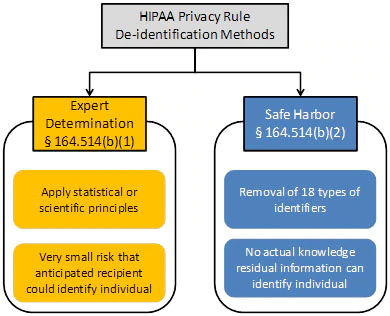 HIPAA Privacy Rule
De-identification Methods
Expert
Determination
§ 164.514(b)(1)
Apply statistical or
scientific principles
Very small risk that
anticipated recipient
could identify individual
Safe Harbor
§ 164.514(b)(2)
Removal of 18 types of
identifiers
No actual knowledge
residual information can
identify individual